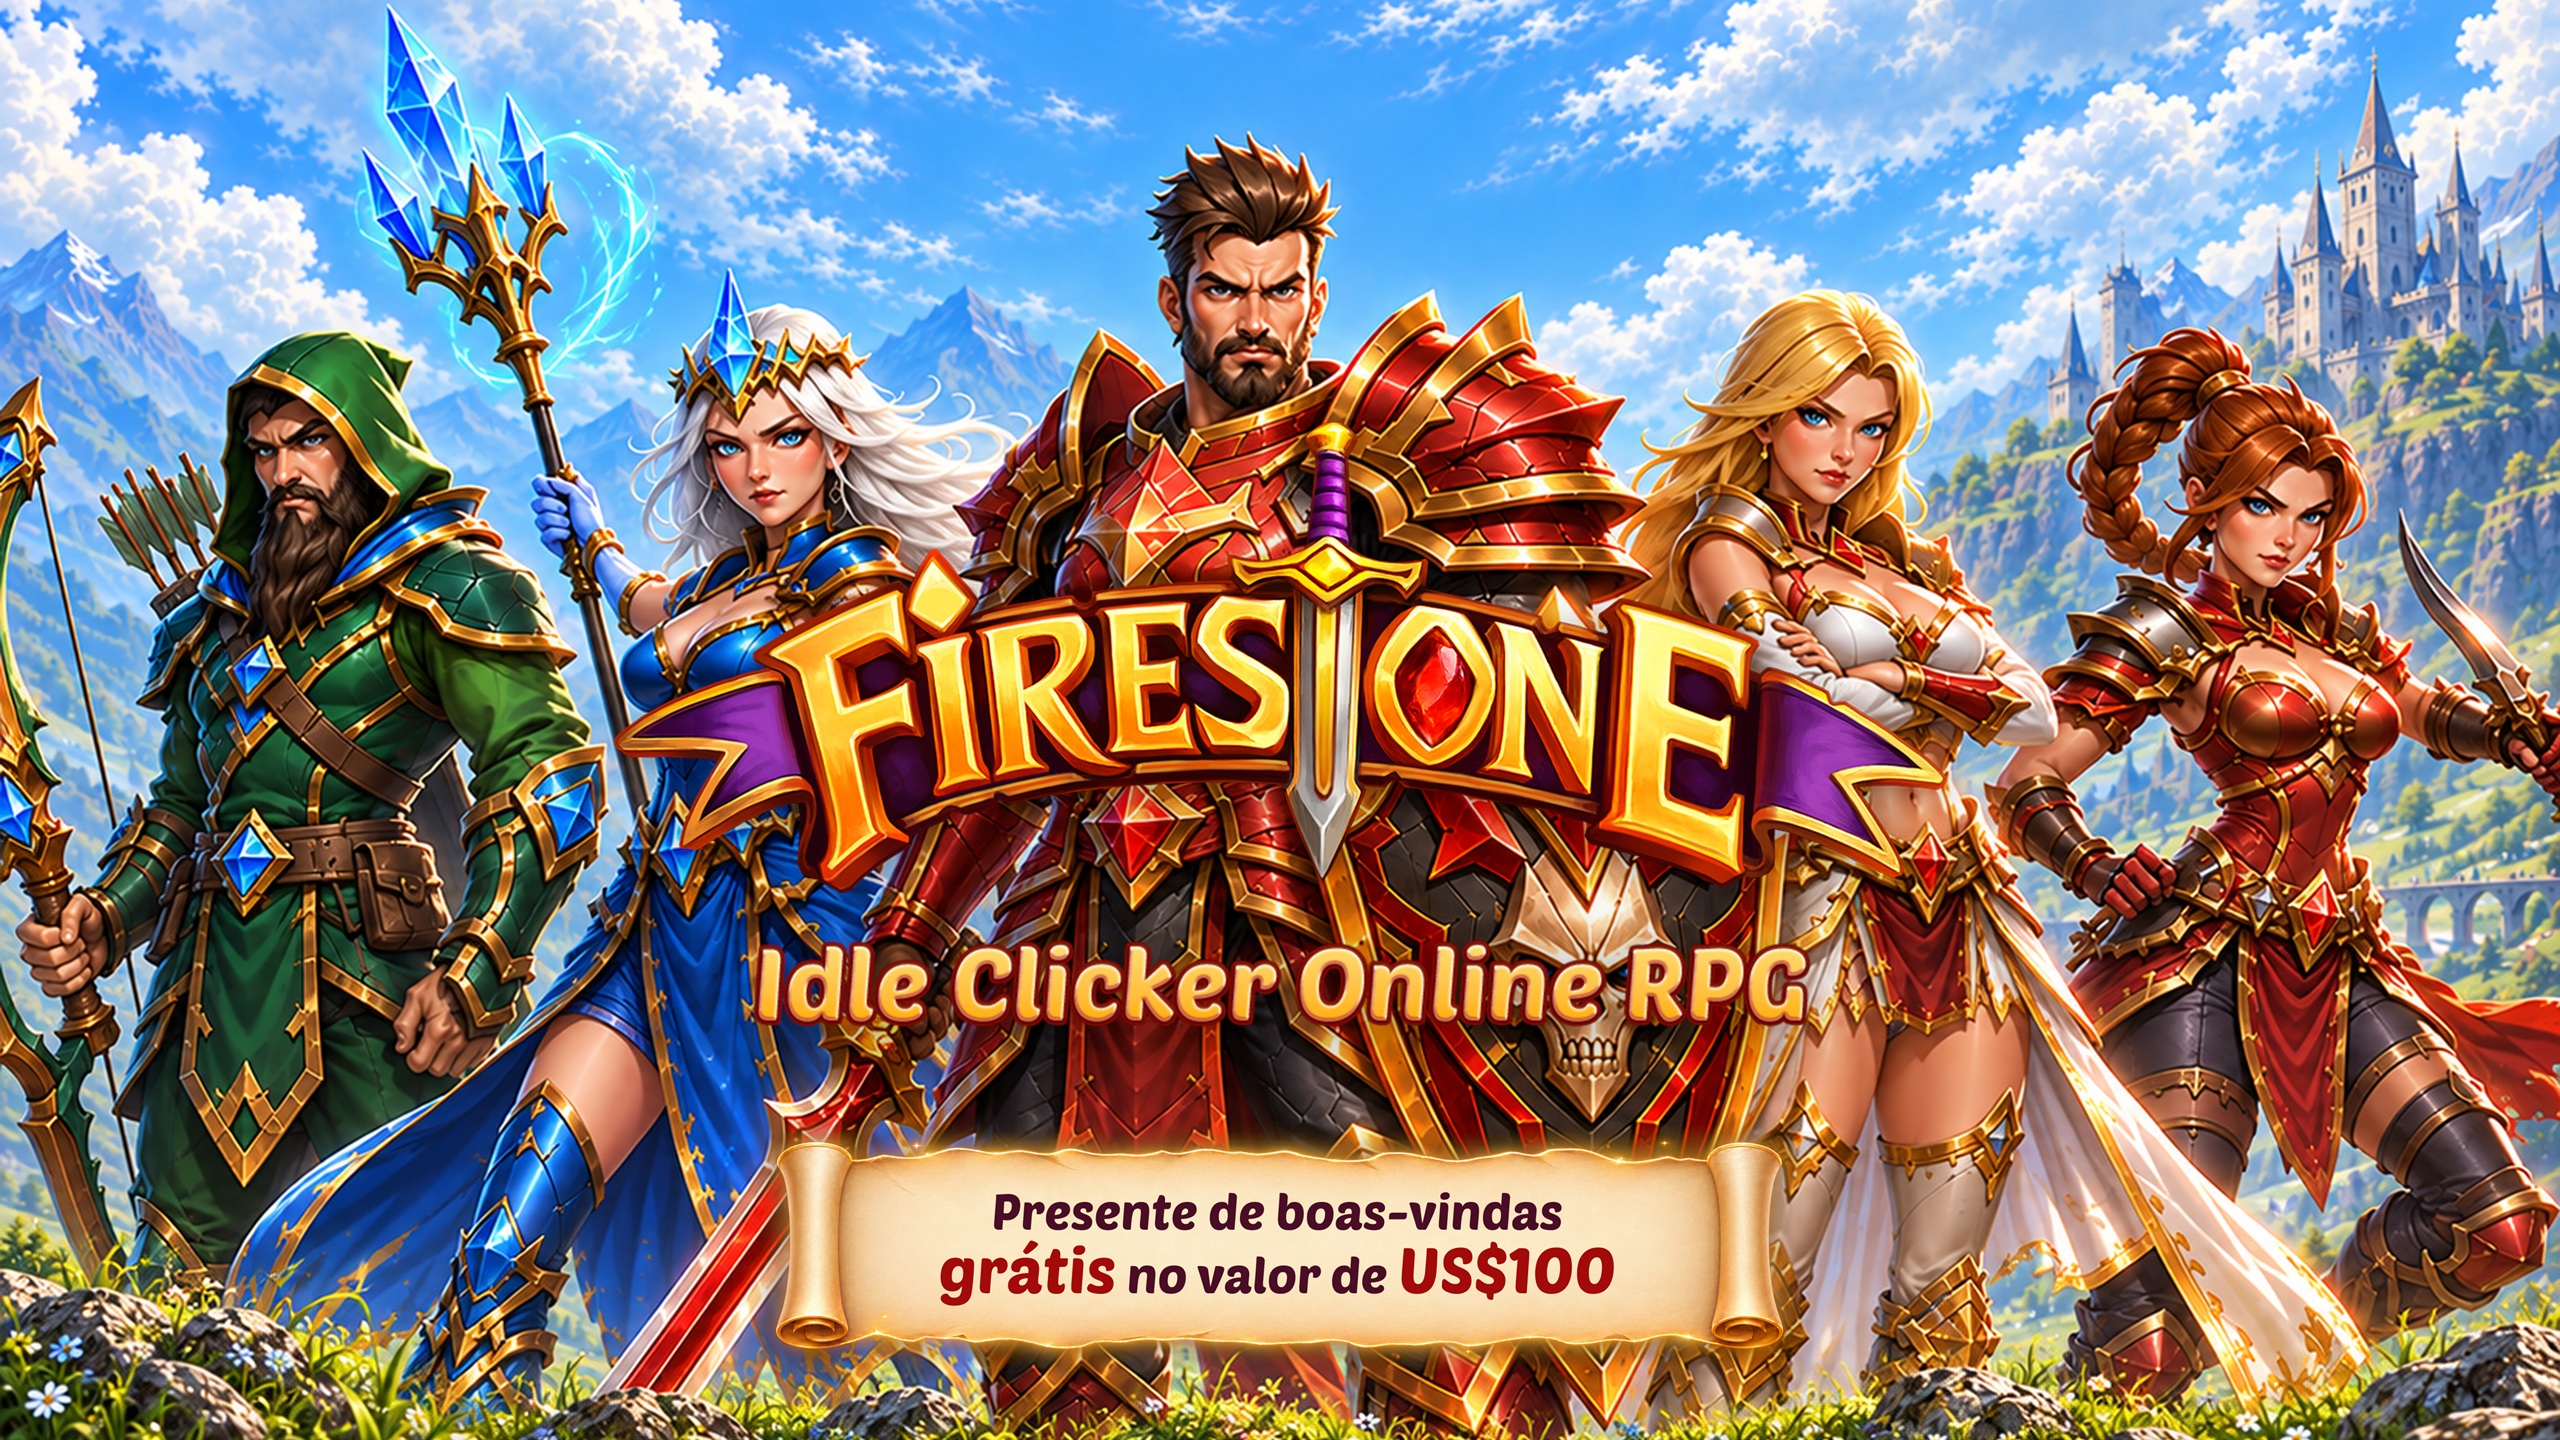 FIRESTONE
Idle Clicker Online RPG
Presente de boas-vindas
grátis no valor de US$100